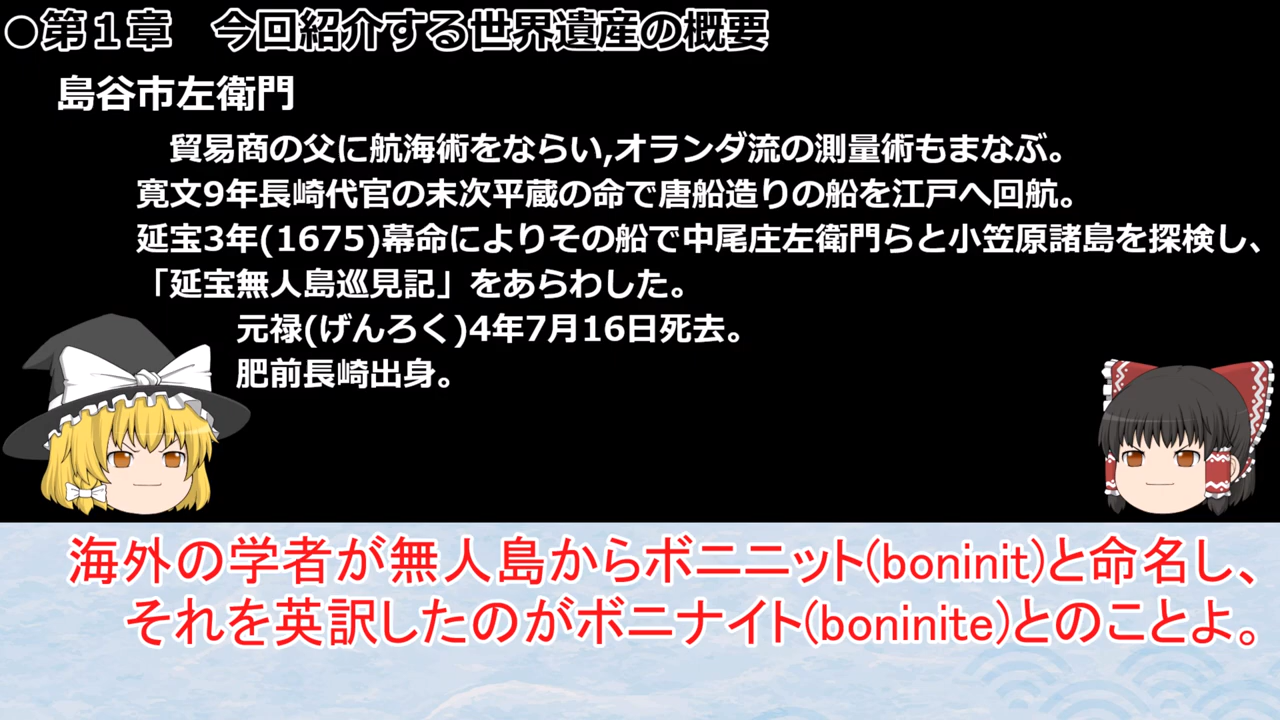 ○第１章　今回紹介する世界遺産の概要
島谷市左衛門
貿易商の父に航海術をならい,オランダ流の測量術もまなぶ。
寛文9年長崎代官の末次平蔵の命で唐船造りの船を江戸へ回航。
延宝3年(1675)幕命によりその船で中尾庄左衛門らと小笠原諸島を探検し、
「延宝無人島巡見記」をあらわした。
元禄(げんろく)4年7月16日死去。
肥前長崎出身。
海外の学者が無人島からボニニット(boninit)と命名し、
それを英訳したのがボニナイト(boninite)とのことよ。